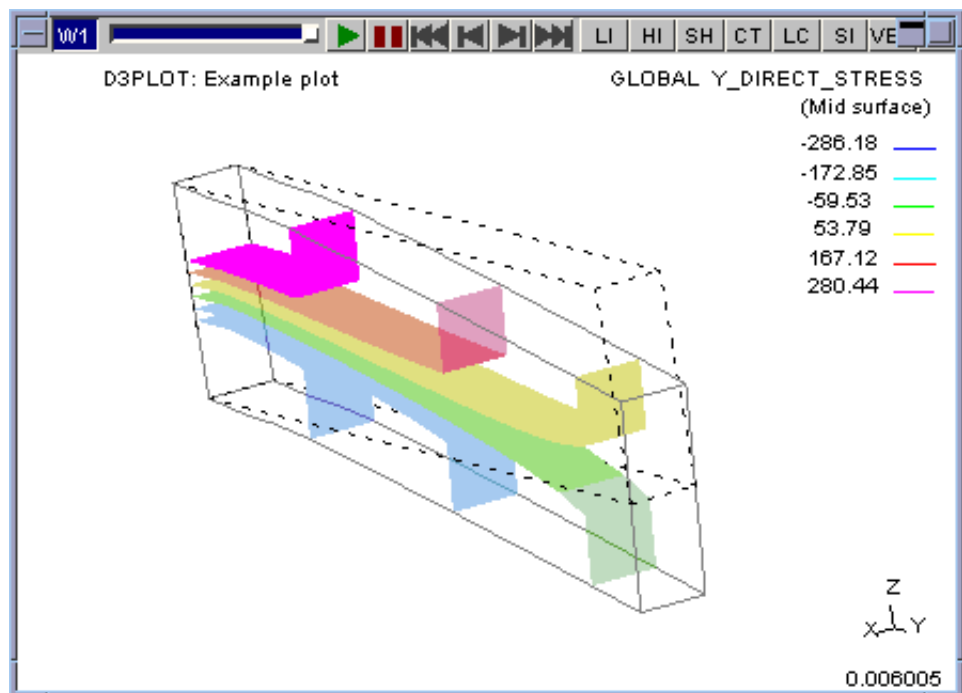 W1 LI HI SH CT LC SI VE
D3PLOT: Example plot
GLOBAL Y_DIRECT_STRESS
(Mid surface)
-286.18
-172.85
-59.53
53.79
167.12
280.44
Z
X Y
0.006005